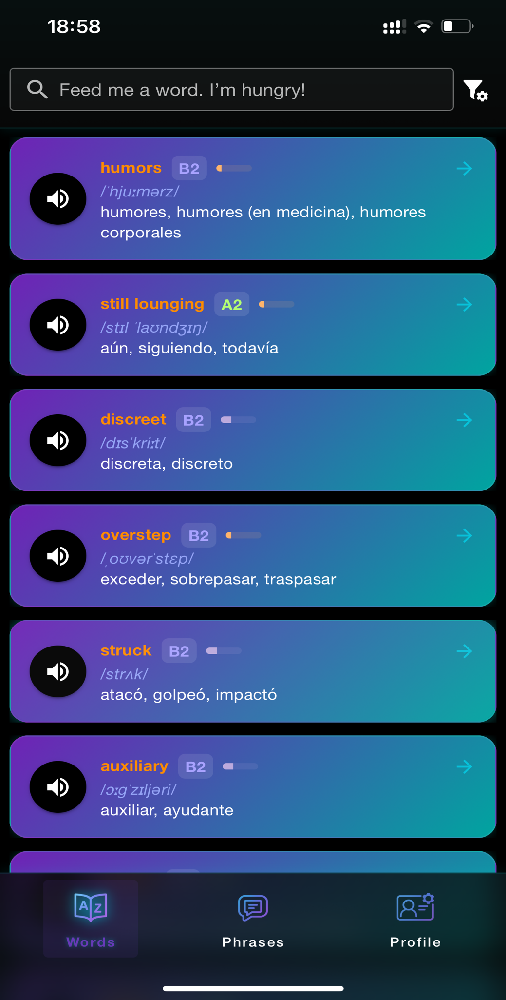 18:58
Feed me a word. I’m hungry!
humors B2
/ˈhjuːmərz/
humores, humores (en medicina), humores
corporales
still lounging A2
/stɪl ˈlaʊndʒɪŋ/
aún, siguiendo, todavía
discreet B2
/dɪsˈkriːt/
discreta, discreto
overstep B2
/ˌoʊvərˈstɛp/
exceder, sobrepasar, traspasar
struck B2
/strʌk/
atacó, golpeó, impactó
auxiliary B2
/ɔːɡˈzɪljəri/
auxiliar, ayudante
A Z
Words
Phrases
Profile